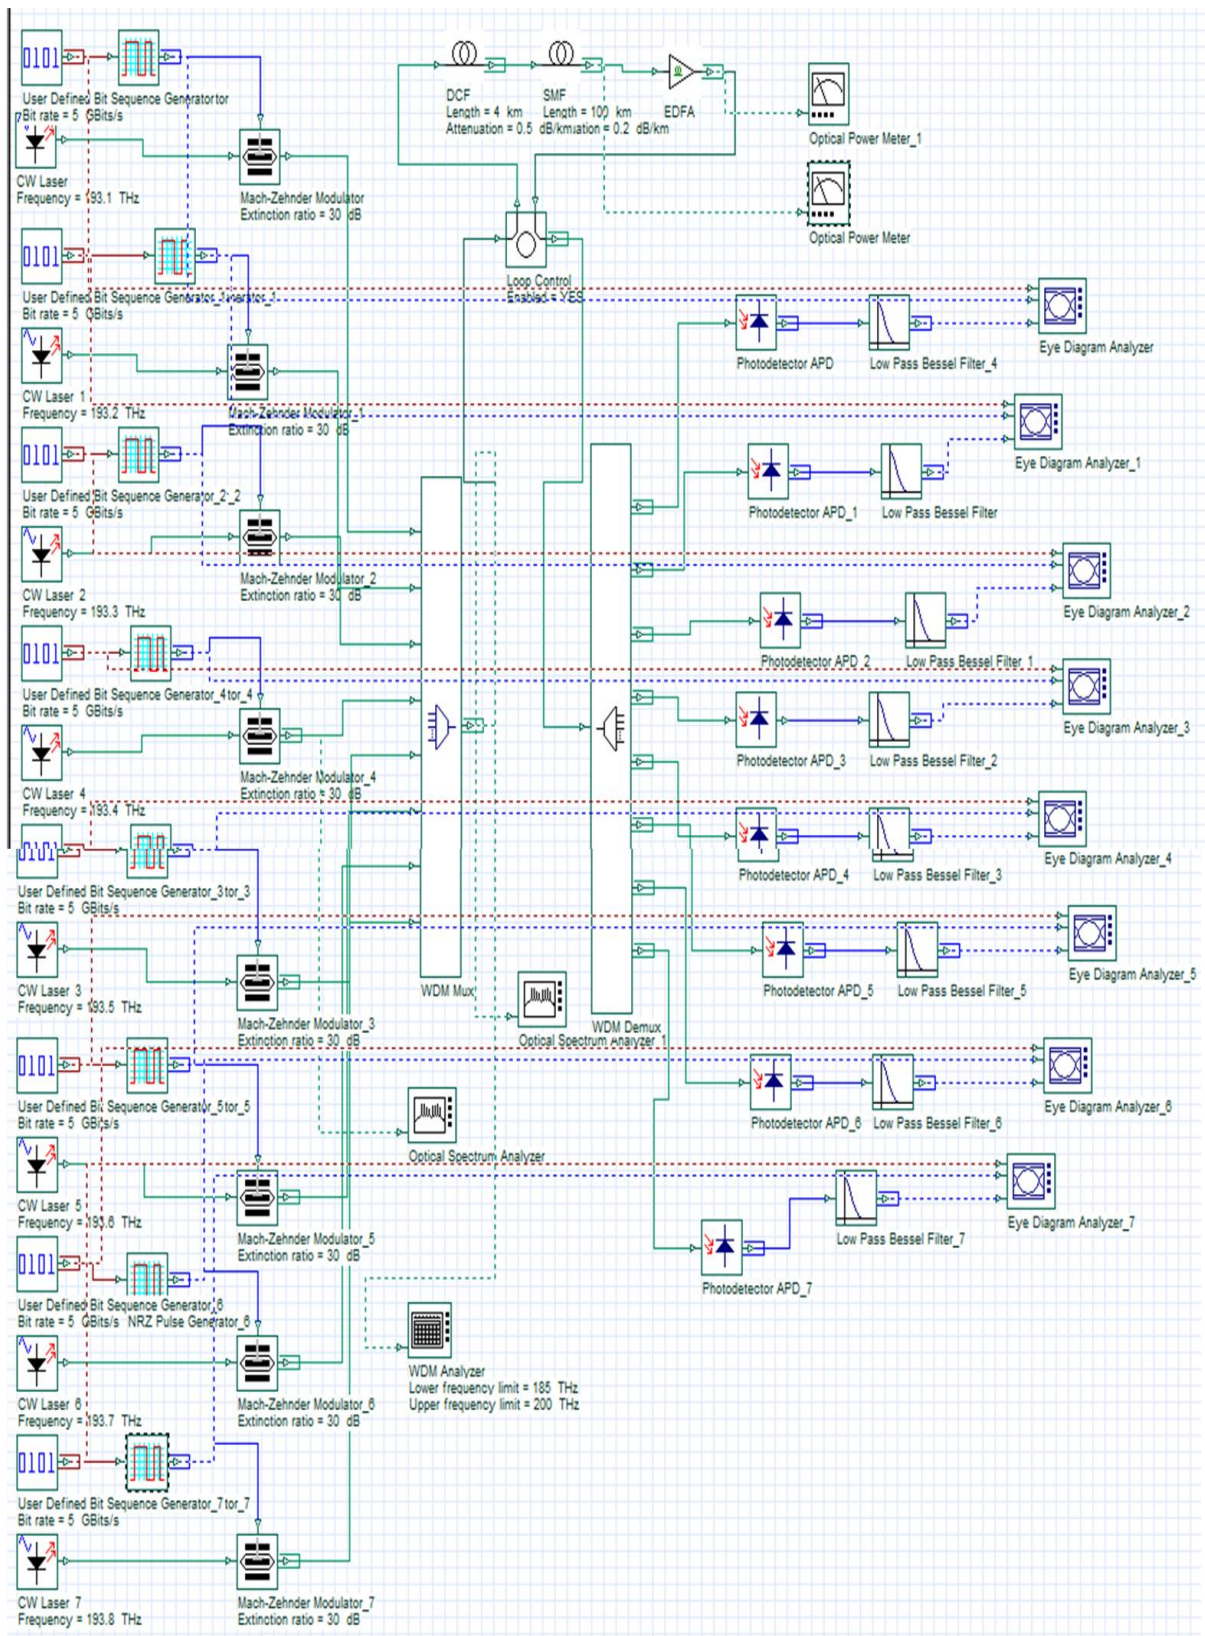 User Defined Bit Sequence Generatortor
Bit rate = 5 GBits/s
CW Laser
Frequency = 193.1 THz
Mach-Zehnder Modulator
Extinction ratio = 30 dB
DCF
Length = 4 km
Attenuation = 0.5 dB/kmuation = 0.2 dB/km
SMF
Length = 100 km
EDFA
Optical Power Meter_1
Optical Power Meter
Loop Control
Enabled = YES
User Defined Bit Sequence Generator_1nerator_1
Bit rate = 5 GBits/s
CW Laser 1
Frequency = 193.2 THz
Mach-Zehnder Modulator_1
Extinction ratio = 30 dB
Photodetector APD
Low Pass Bessel Filter_4
Eye Diagram Analyzer
User Defined Bit Sequence Generator_2'_2
Bit rate = 5 GBits/s
CW Laser 2
Frequency = 193.3 THz
Mach-Zehnder Modulator_2
Extinction ratio = 30 dB
Photodetector APD_1
Low Pass Bessel Filter
Eye Diagram Analyzer_1
User Defined Bit Sequence Generator_4tor_4
Bit rate = 5 GBits/s
CW Laser 4
Frequency = 193.4 THz
Mach-Zehnder Modulator_4
Extinction ratio = 30 dB
Photodetector APD_2
Low Pass Bessel Filter_1
Eye Diagram Analyzer_2
Photodetector APD_3
Low Pass Bessel Filter_2
Eye Diagram Analyzer_3
User Defined Bit Sequence Generator_3tor_3
Bit rate = 5 GBits/s
CW Laser 3
Frequency = 193.5 THz
Mach-Zehnder Modulator_3
Extinction ratio = 30 dB
Photodetector APD_4
Low Pass Bessel Filter_3
Eye Diagram Analyzer_4
WDM Mux
WDM Demux
Optical Spectrum Analyzer_1
Photodetector APD_5
Low Pass Bessel Filter_5
Eye Diagram Analyzer_5
User Defined Bit Sequence Generator_5tor_5
Bit rate = 5 GBits/s
CW Laser 5
Frequency = 193.6 THz
Mach-Zehnder Modulator_5
Extinction ratio = 30 dB
Optical Spectrum Analyzer
Photodetector APD_6
Low Pass Bessel Filter_6
Eye Diagram Analyzer_6
User Defined Bit Sequence Generator_6
Bit rate = 5 GBits/s NRZ Pulse Generator_6
CW Laser 6
Frequency = 193.7 THz
Mach-Zehnder Modulator_6
Extinction ratio = 30 dB
Photodetector APD_7
Low Pass Bessel Filter_7
Eye Diagram Analyzer_7
WDM Analyzer
Lower frequency limit = 185 THz
Upper frequency limit = 200 THz
User Defined Bit Sequence Generator_7tor_7
Bit rate = 5 GBits/s
CW Laser 7
Frequency = 193.8 THz
Mach-Zehnder Modulator_7
Extinction ratio = 30 dB